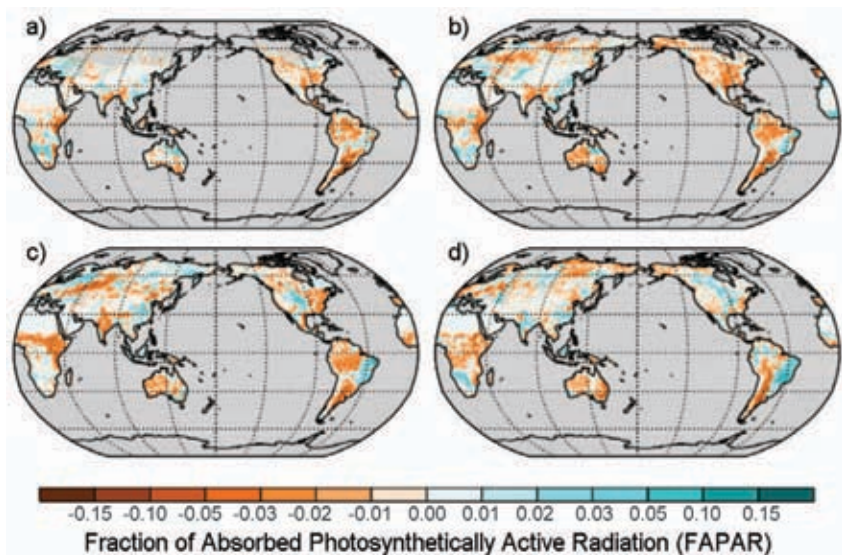 a)
b)
c)
d)
-0.15 -0.10 -0.05 -0.03 -0.02 -0.01 0.00 0.01 0.02 0.03 0.05 0.10 0.15
Fraction of Absorbed Photosynthetically Active Radiation (FAPAR)